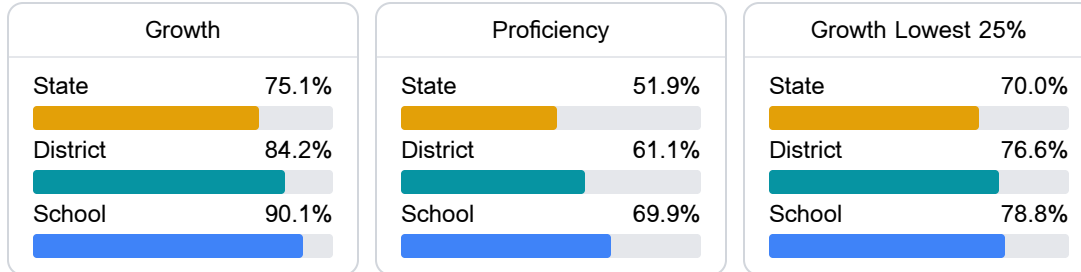 Growth
State 75.1%
District 84.2%
School 90.1%
Proficiency
State 51.9%
District 61.1%
School 69.9%
Growth Lowest 25%
State 70.0%
District 76.6%
School 78.8%